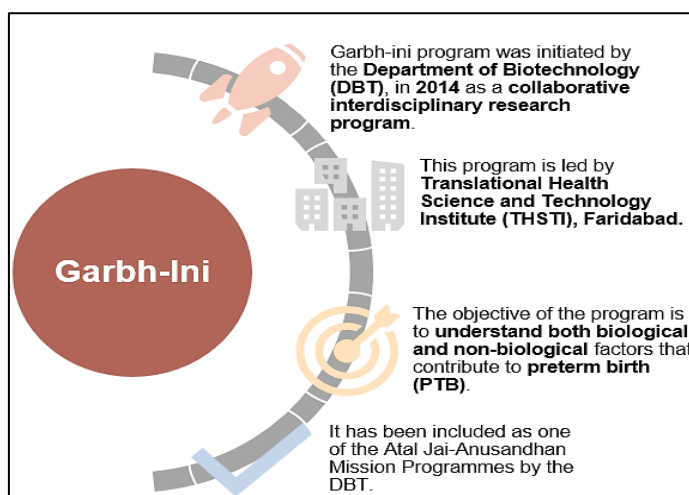 Garbh-ini program was initiated by
the Department of Biotechnology
(DBT), in 2014 as a collaborative
interdisciplinary research
program.
This program is led by
Translational Health
Science and Technology
Institute (THSTI), Faridabad.
Garbh-Ini
The objective of the program is
to understand both biological
and non-biological factors that
contribute to preterm birth
(PTB).
It has been included as one
of the Atal Jai-Anusandhan
Mission Programmes by the
DBT.